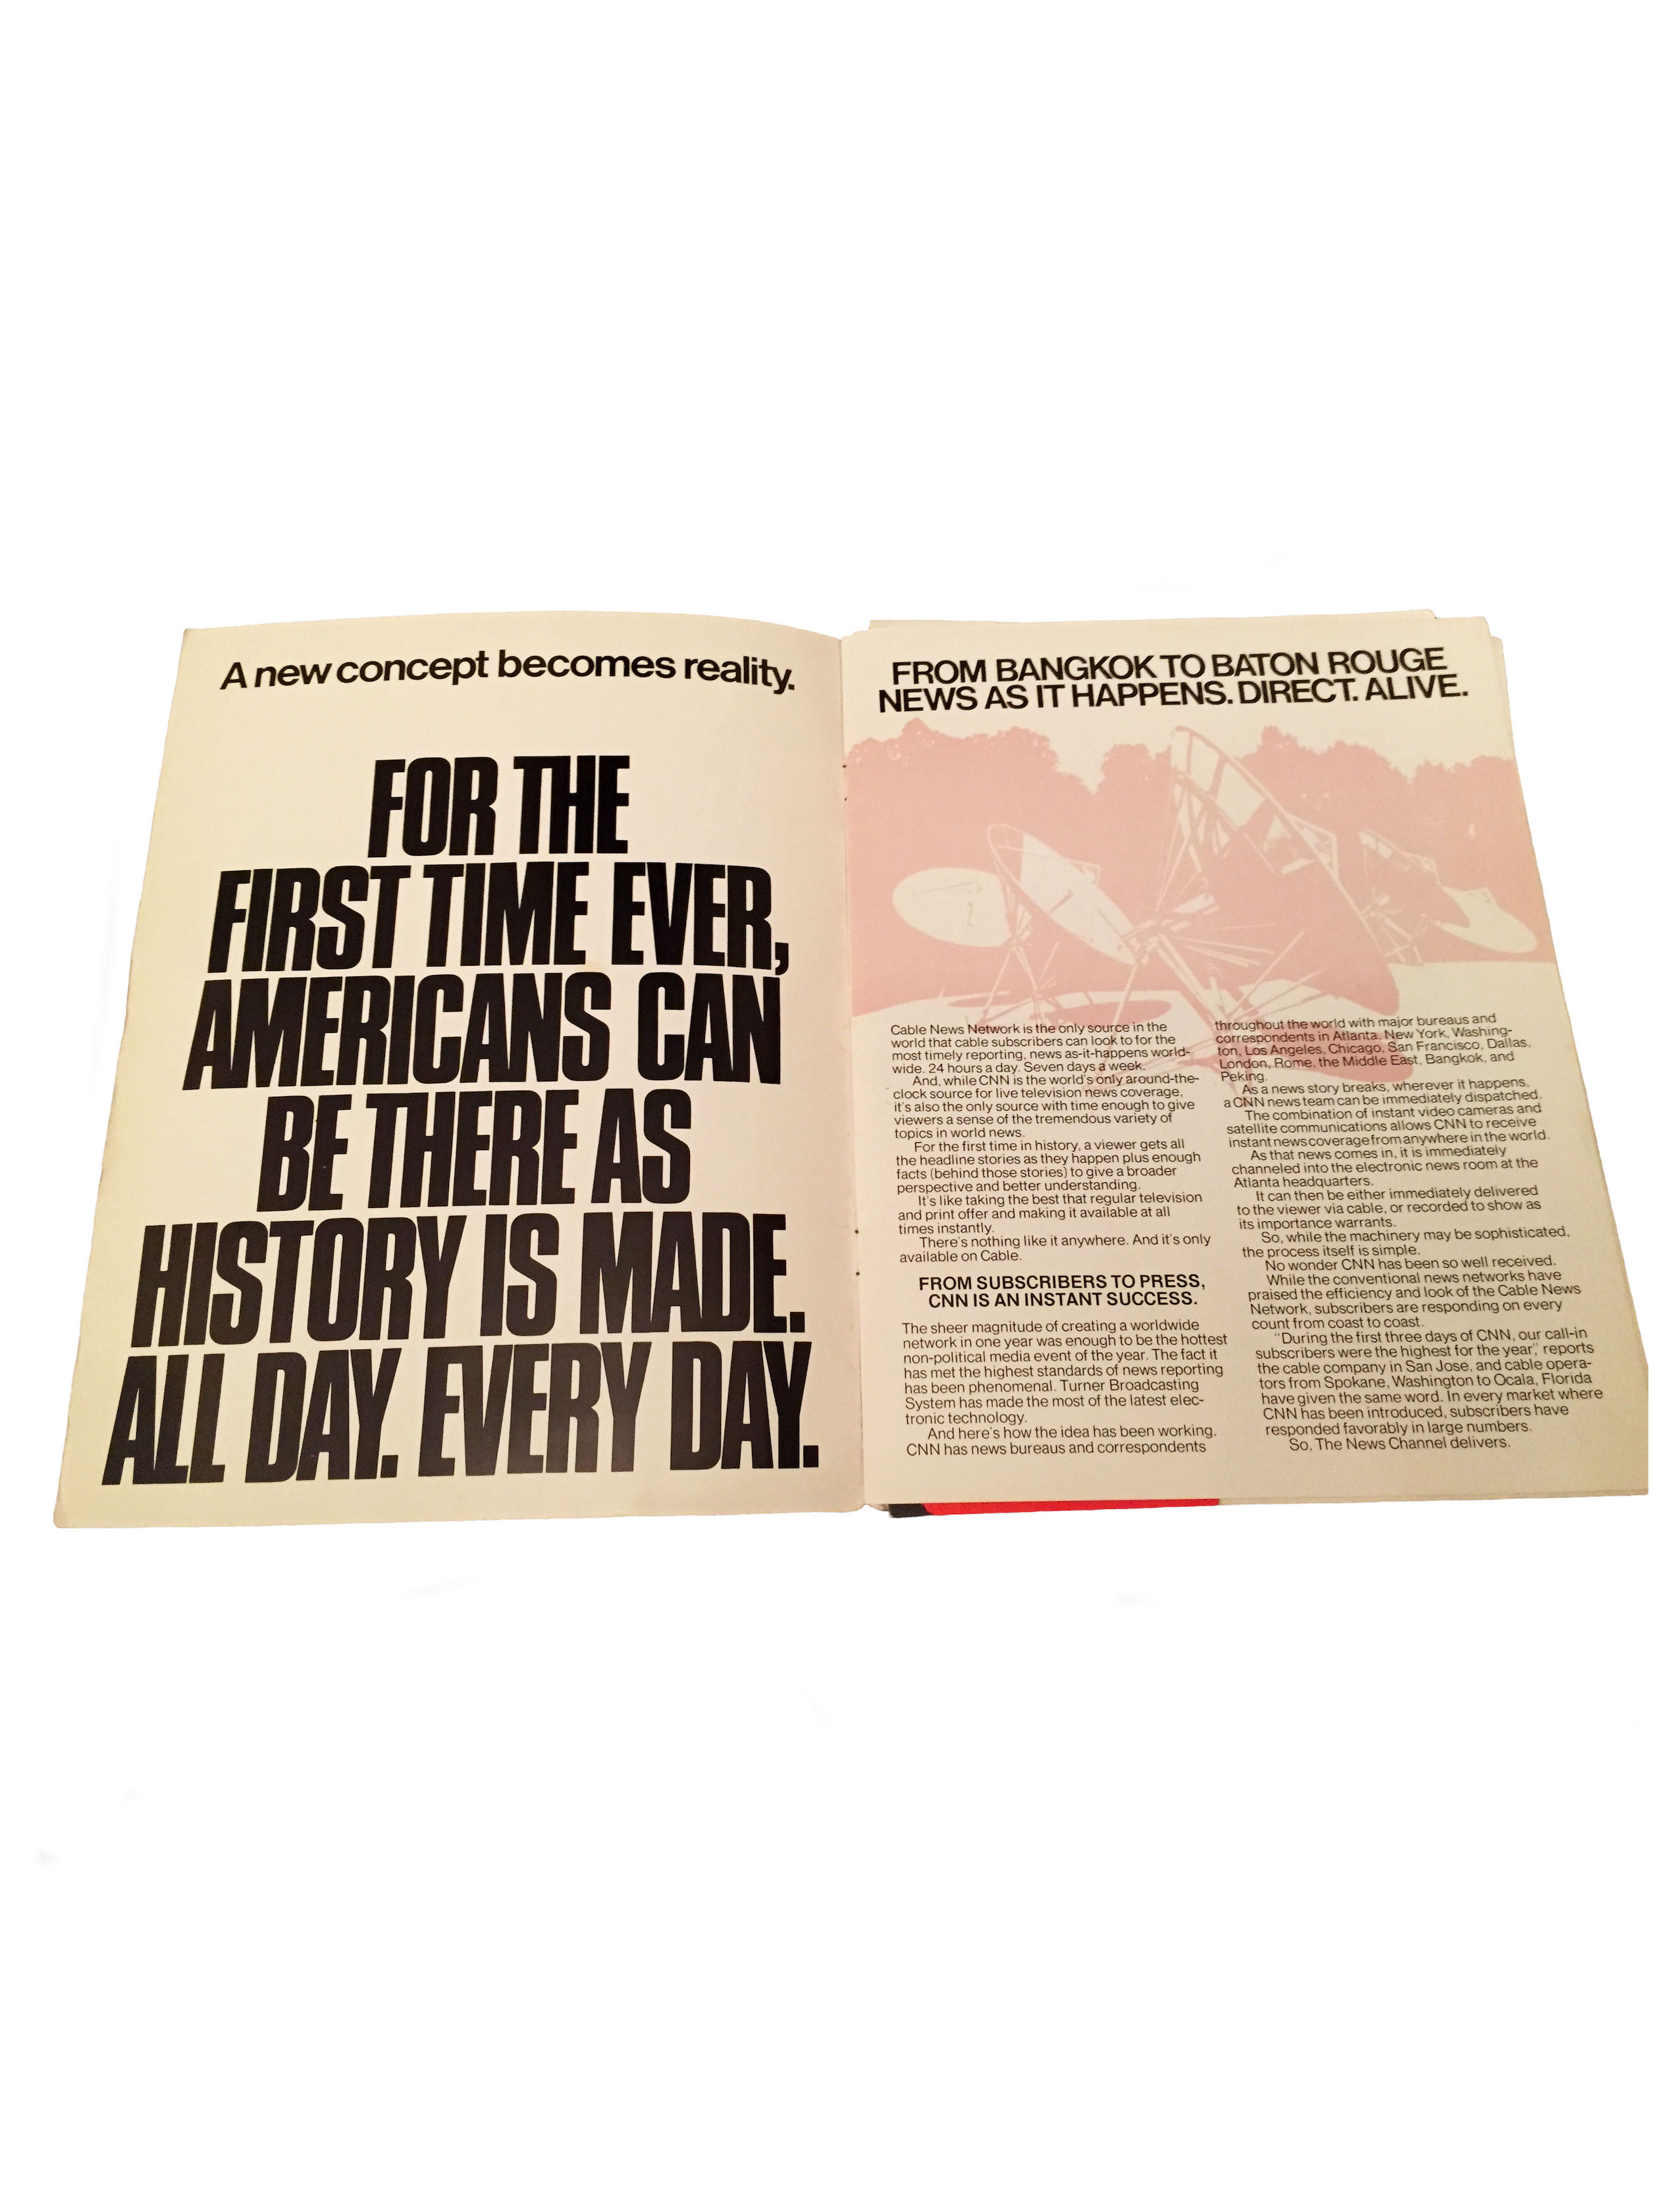 A new concept becomes reality.
FOR THE
FIRST TIME EVER,
AMERICANS CAN
BE THERE AS
HISTORY IS MADE.
ALL DAY. EVERY DAY.
FROM BANGKOK TO BATON ROUGE
NEWS AS IT HAPPENS. DIRECT. ALIVE.
Cable News Network is the only source in the
world that cable subscribers can look to for the
most timely reporting, news as-it-happens world-
wide. 24 hours a day. Seven days a week.
And, while CNN is the world's only around-the-
clock source for live television news coverage,
it's also the only source with time enough to give
viewers a sense of the tremendous variety of
topics in world news.
For the first time in history, a viewer gets all
the headline stories as they happen plus enough
facts (behind those stories) to give a broader
perspective and better understanding.
It's like taking the best that regular television
and print offer and making it available at all
times instantly.
There's nothing like it anywhere. And it's only
available on Cable.
FROM SUBSCRIBERS TO PRESS,
CNN IS AN INSTANT SUCCESS.
The sheer magnitude of creating a worldwide
network in one year was enough to be the hottest
non-political media event of the year. The fact it
has met the highest standards of news reporting
has been phenomenal. Turner Broadcasting
System has made the most of the latest elec-
tronic technology.
And here's how the idea has been working.
CNN has news bureaus and correspondents
throughout the world with major bureaus and
correspondents in Atlanta, New York, Washing-
ton, Los Angeles, Chicago, San Francisco, Dallas,
London, Rome, the Middle East, Bangkok, and
Peking.
As a news story breaks, wherever it happens,
a CNN news team can be immediately dispatched.
The combination of instant video cameras and
satellite communications allows CNN to receive
instant news coverage from anywhere in the world.
As that news comes in, it is immediately
channeled into the electronic news room at the
Atlanta headquarters.
It can then be either immediately delivered
to the viewer via cable, or recorded to show as
its importance warrants.
So, while the machinery may be sophisticated,
the process itself is simple.
No wonder CNN has been so well received.
While the conventional news networks have
praised the efficiency and look of the Cable News
Network, subscribers are responding on every
count from coast to coast.
"During the first three days of CNN, our call-in
subscribers were the highest for the year," reports
the cable company in San Jose, and cable opera-
tors from Spokane, Washington to Ocala, Florida
have given the same word. In every market where
CNN has been introduced, subscribers have
responded favorably in large numbers.
So, The News Channel delivers.